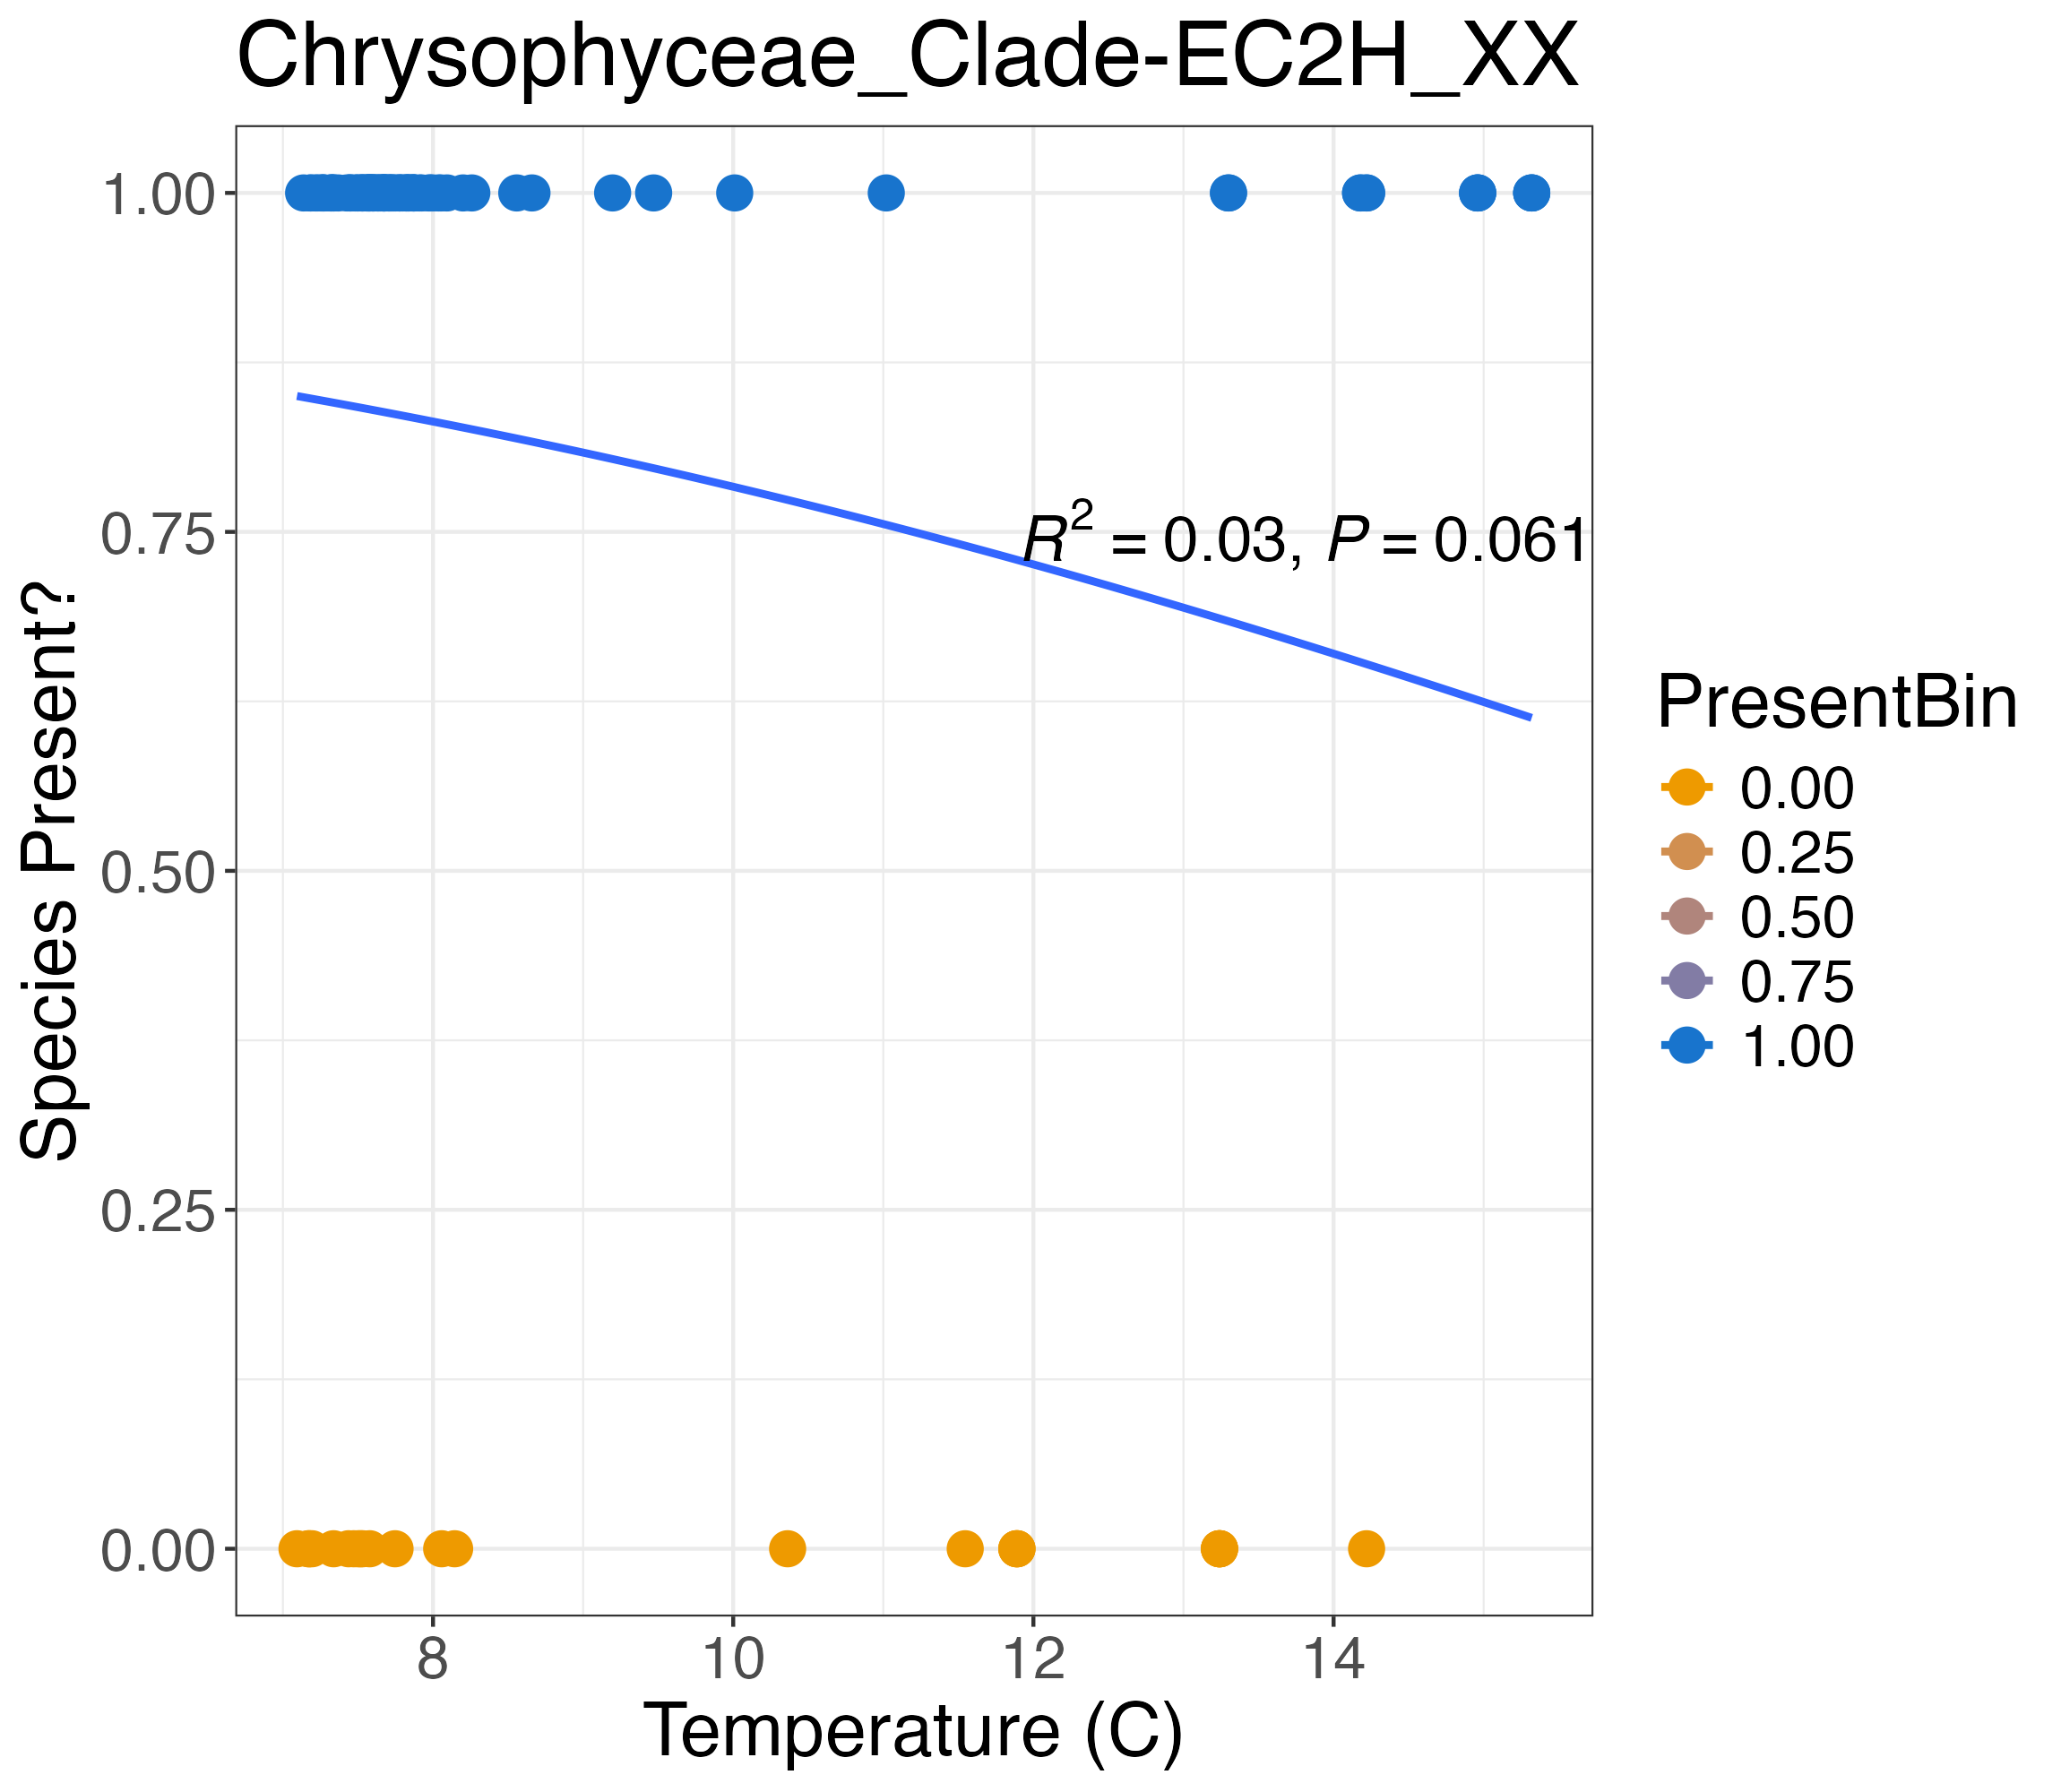 Chrysophyceae_Clade-EC2H_XX
1.00
0.75
0.50
0.25
0.00
Species Present?
R² = 0.03, P = 0.061
8 10 12 14
Temperature (C)
PresentBin
0.00
0.25
0.50
0.75
1.00